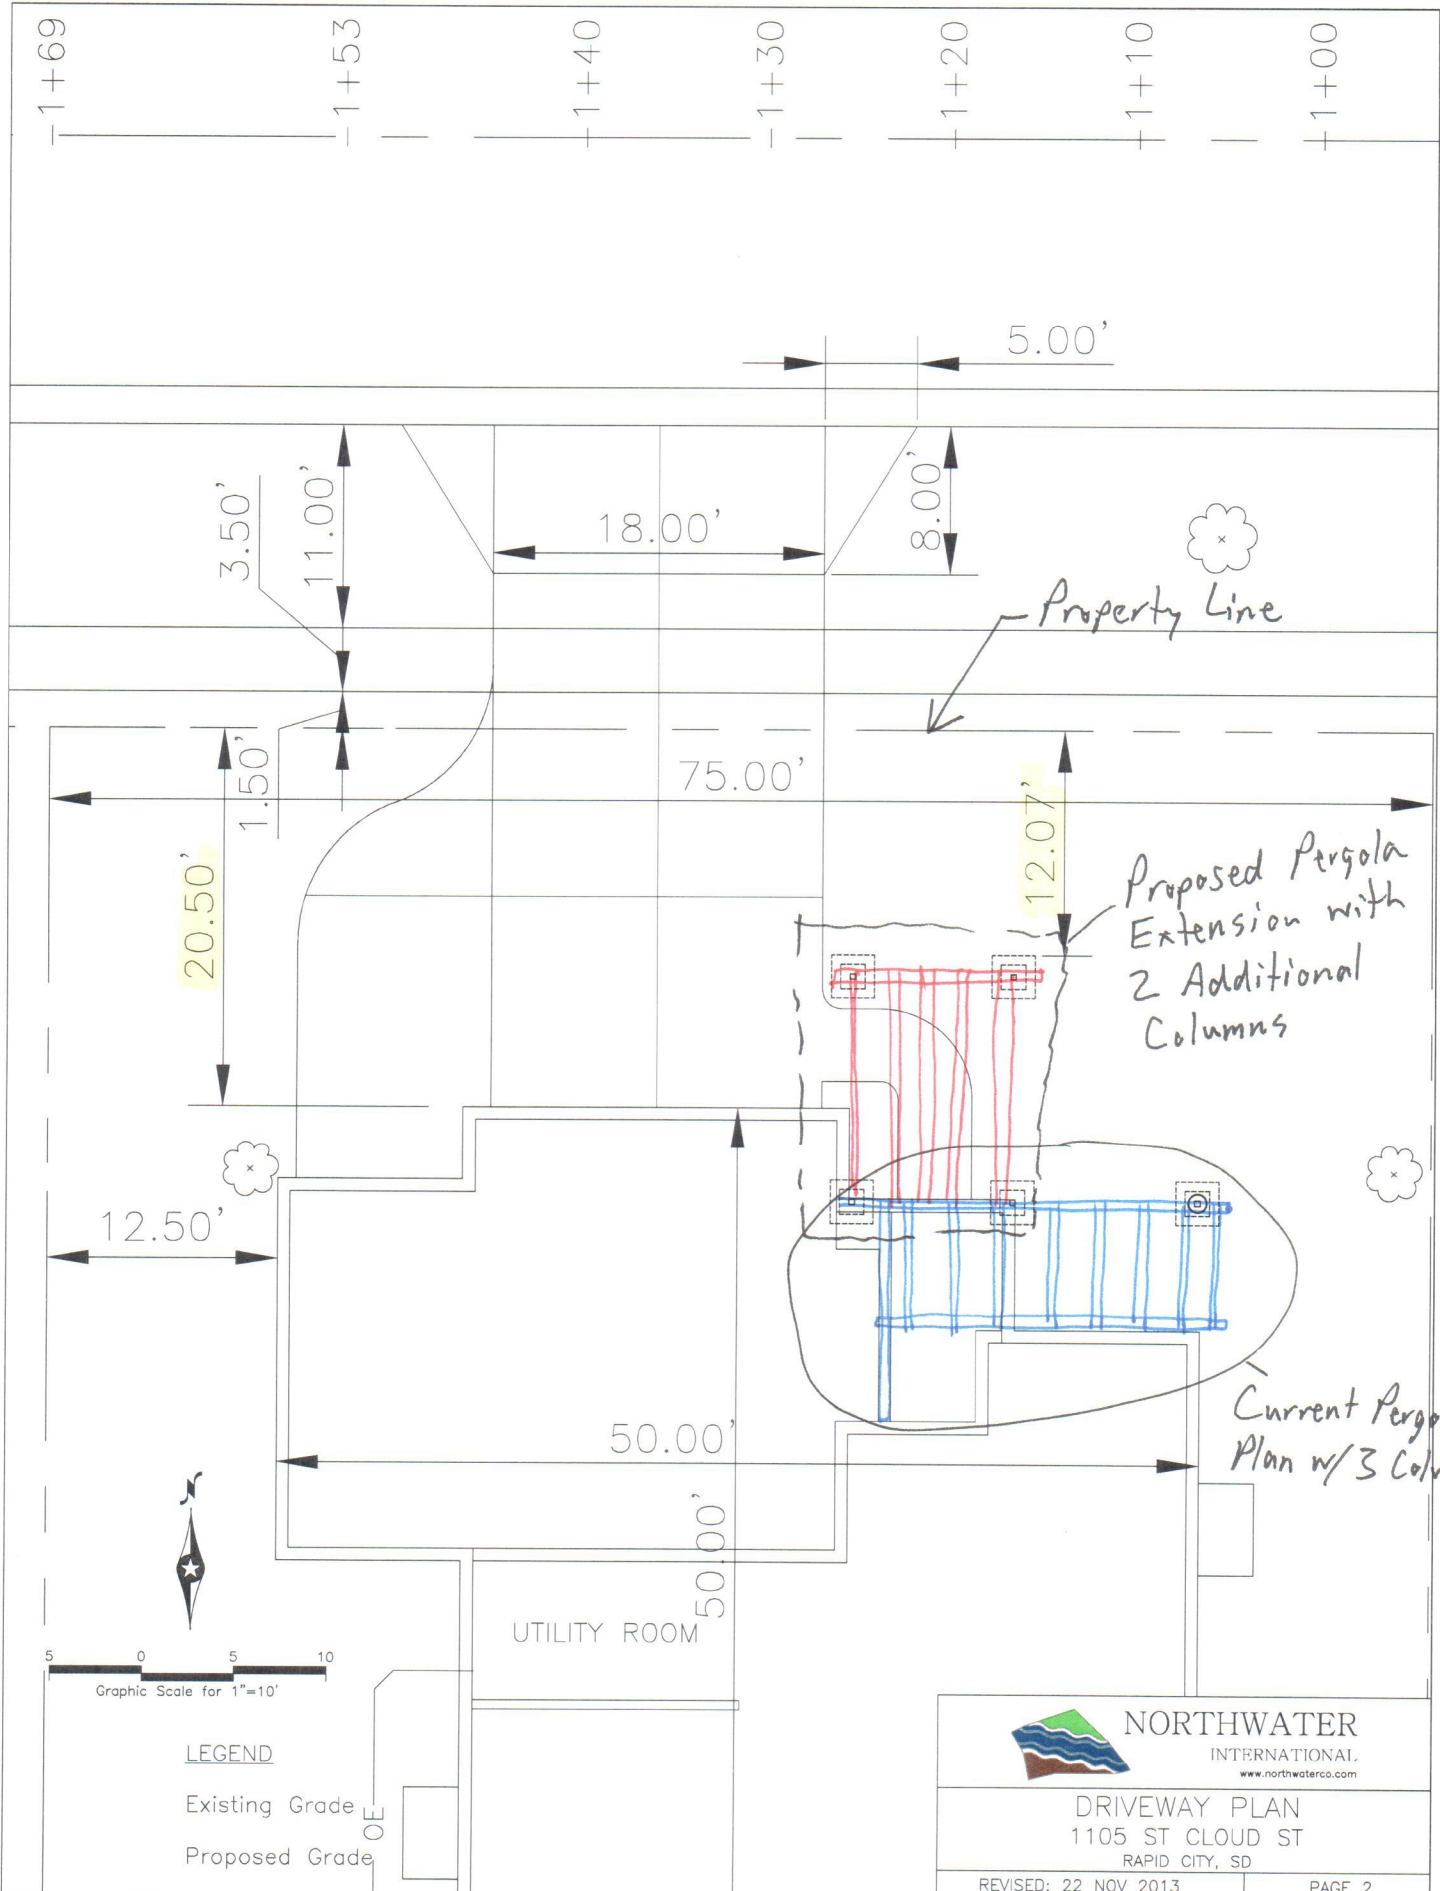 1+69
1+53
1+40
1+30
1+20
1+10
1+00
5.00'
3.50'
11.00'
18.00'
8.00'
Property Line
1.50'
75.00'
20.50'
12.07'
Proposed Pergola
Extension with
2 Additional
Columns
12.50'
50.00'
Current Pergo
Plan w/ 3 Colu
50.00'
N
UTILITY ROOM
5 0 5 10
Graphic Scale for 1"=10'
LEGEND
Existing Grade
Proposed Grade
OE
NORTHWATER
INTERNATIONAL
www.northwaterco.com
DRIVEWAY PLAN
1105 ST CLOUD ST
RAPID CITY, SD
REVISED: 22 NOV 2013
PAGE 2